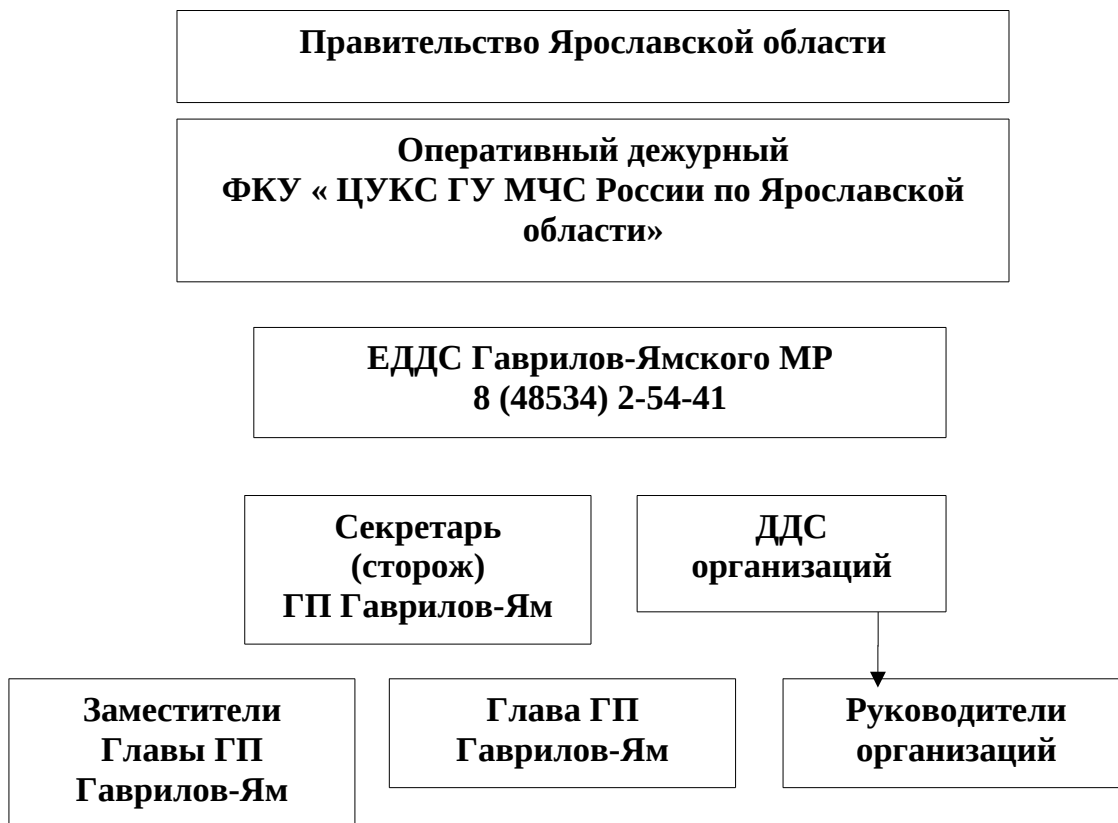 Правительство Ярославской области
Оперативный дежурный
ФКУ « ЦУКС ГУ МЧС России по Ярославской
области»
ЕДДС Гаврилов-Ямского МР
8 (48534) 2-54-41
Секретарь
(сторож)
ГП Гаврилов-Ям
ДДС
организаций
Заместители
Главы ГП
Гаврилов-Ям
Глава ГП
Гаврилов-Ям
Руководители
организаций